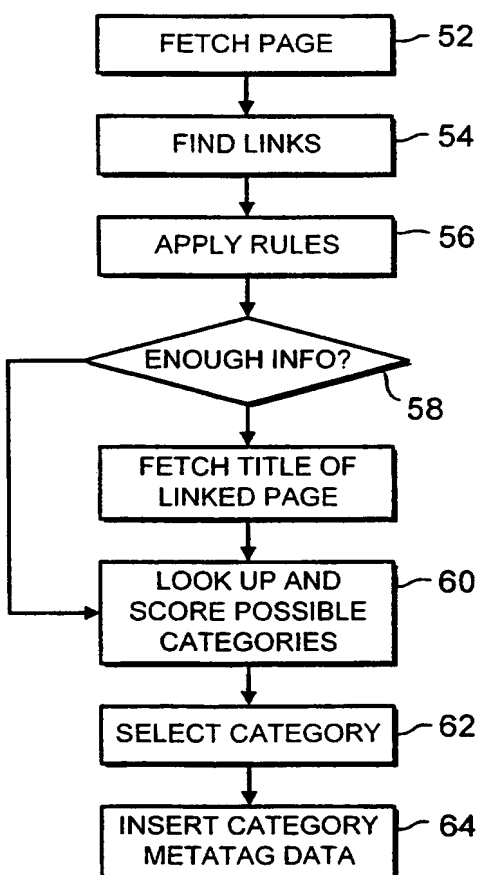 FETCH PAGE
52
FIND LINKS
54
APPLY RULES
56
ENOUGH INFO?
58
FETCH TITLE OF
LINKED PAGE
LOOK UP AND
SCORE POSSIBLE
CATEGORIES
60
SELECT CATEGORY
62
INSERT CATEGORY
METATAG DATA
64